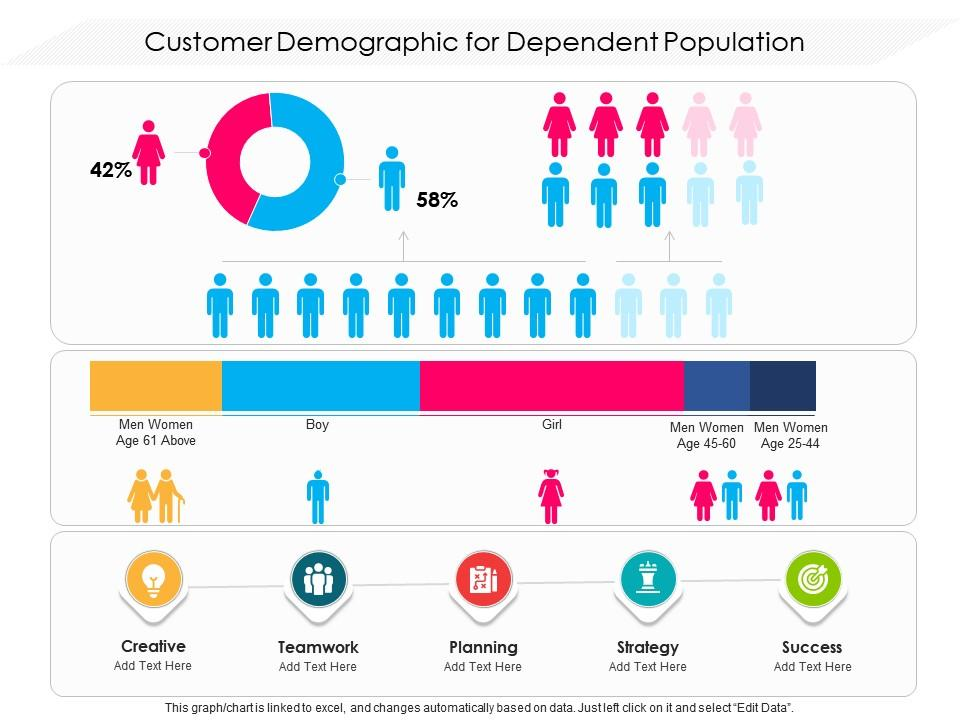 Customer Demographic for Dependent Population
42%
58%
Men Women
Age 61 Above
Boy
Girl
Men Women
Age 45-60
Men Women
Age 25-44
Creative
Add Text Here
Teamwork
Add Text Here
Planning
Add Text Here
Strategy
Add Text Here
Success
Add Text Here
This graph/chart is linked to excel, and changes automatically based on data. Just left click on it and select “Edit Data”.